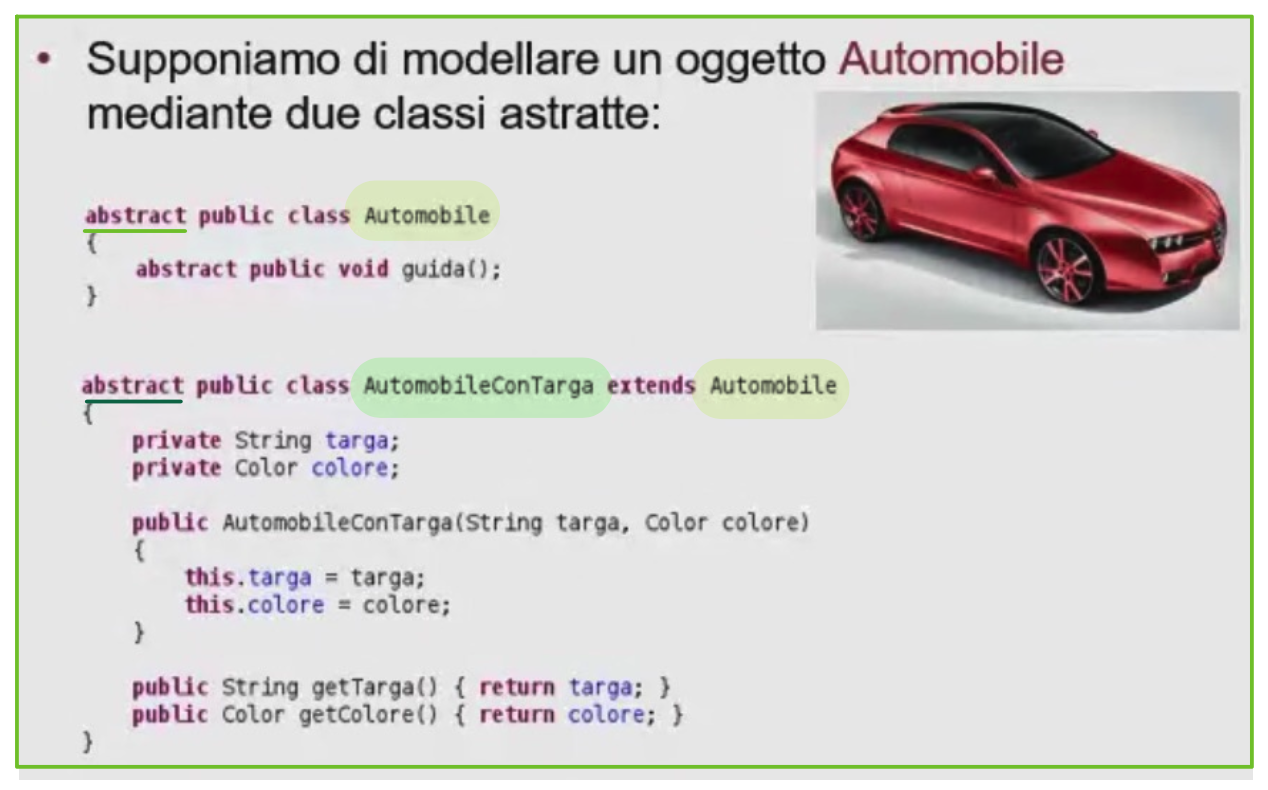 • Supponiamo di modellare un oggetto Automobile
mediante due classi astratte:
abstract public class Automobile
{
abstract public void guida();
}
abstract public class AutomobileConTarga extends Automobile
{
private String targa;
private Color colore;
public AutomobileConTarga(String targa, Color colore)
{
this.targa = targa;
this.colore = colore;
}
public String getTarga() { return targa; }
public Color getColore() { return colore; }
}